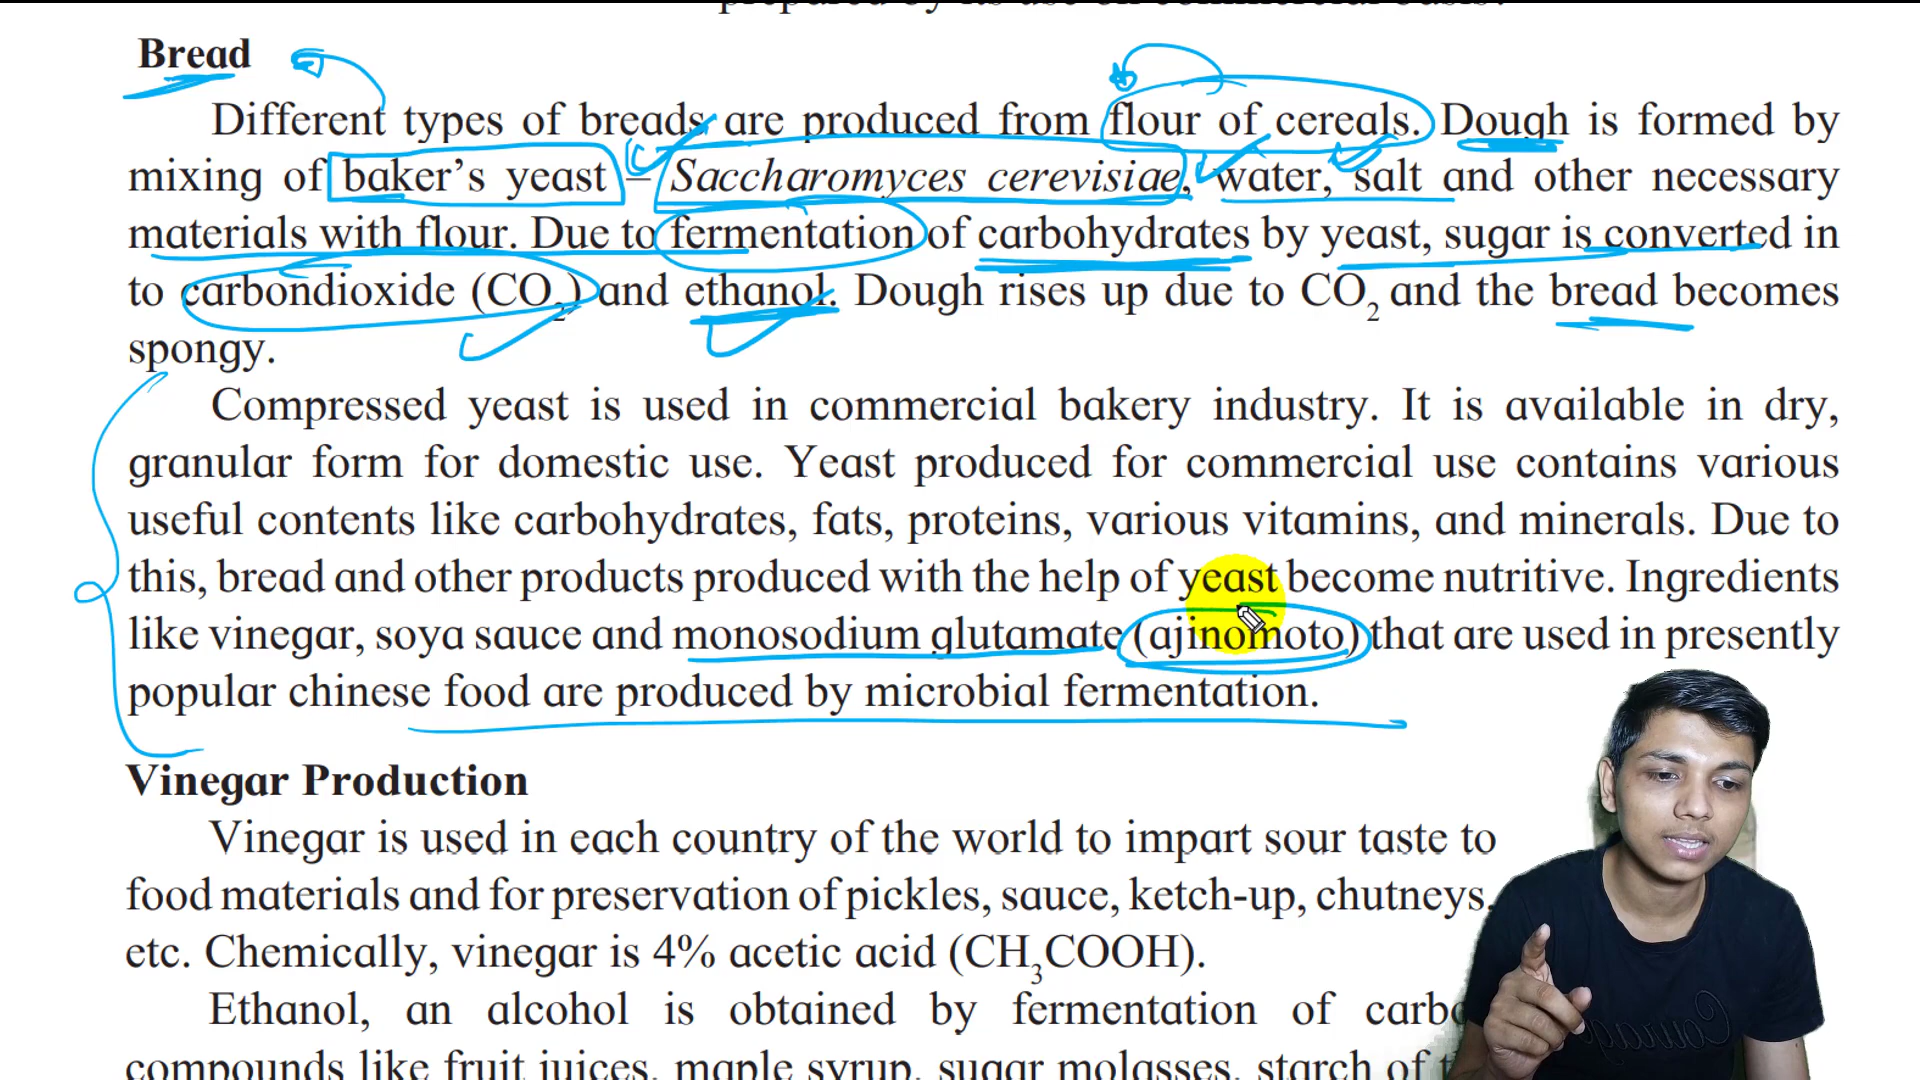 prepared by its use on commercial basis.
Bread
Different types of breads are produced from flour of cereals. Dough is formed by
mixing of baker's yeast – Saccharomyces cerevisiae, water, salt and other necessary
materials with flour. Due to fermentation of carbohydrates by yeast, sugar is converted in
to carbondioxide (CO₂) and ethanol. Dough rises up due to CO₂ and the bread becomes
spongy.
Compressed yeast is used in commercial bakery industry. It is available in dry,
granular form for domestic use. Yeast produced for commercial use contains various
useful contents like carbohydrates, fats, proteins, various vitamins, and minerals. Due to
this, bread and other products produced with the help of yeast become nutritive. Ingredients
like vinegar, soya sauce and monosodium glutamate (ajinomoto) that are used in presently
popular chinese food are produced by microbial fermentation.
Vinegar Production
Vinegar is used in each country of the world to impart sour taste to
food materials and for preservation of pickles, sauce, ketch-up, chutneys,
etc. Chemically, vinegar is 4% acetic acid (CH₃COOH).
Ethanol, an alcohol is obtained by fermentation of carbo
compounds like fruit juices, maple syrup, sugar molasses, starch of